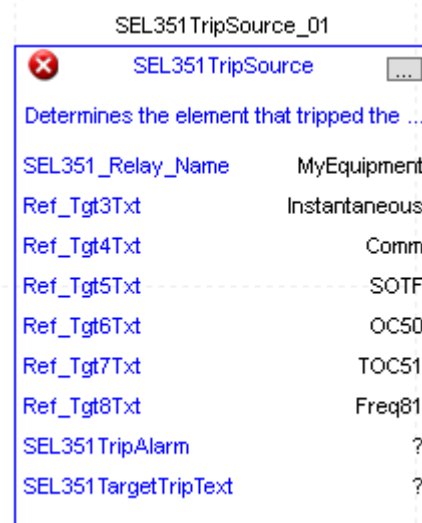 SEL351TripSource_01
SEL351TripSource ...
Determines the element that tripped the ...
SEL351_Relay_Name MyEquipment
Ref_Tgt3Txt Instantaneous
Ref_Tgt4Txt Comm
Ref_Tgt5Txt SOTF
Ref_Tgt6Txt OC50
Ref_Tgt7Txt TOC51
Ref_Tgt8Txt Freq81
SEL351TripAlarm ?
SEL351TargetTripText ?